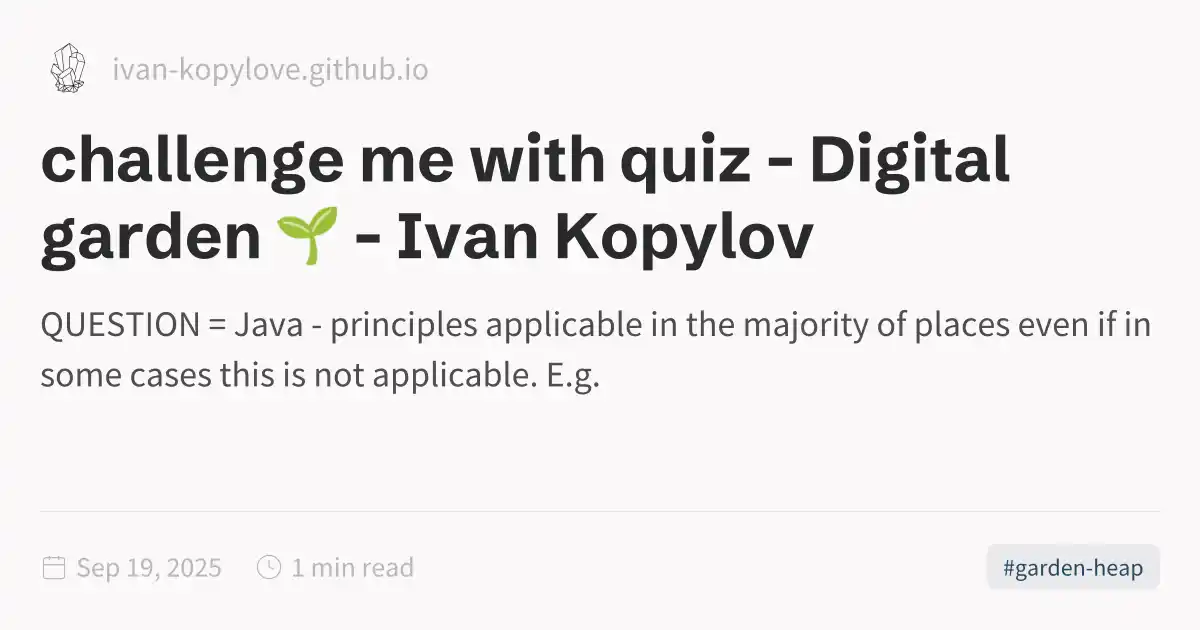 ivan-kopylove.github.io
challenge me with quiz - Digital
garden 🌱 - Ivan Kopylov
QUESTION = Java - principles applicable in the majority of places even if in
some cases this is not applicable. E.g.
Sep 19, 2025
1 min read
#garden-heap